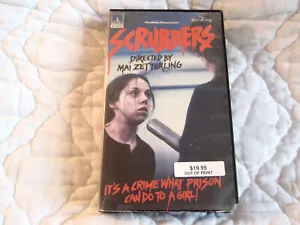 SCRUBBERS
DIRECTED BY
MAI ZETTERLING
$19.95
OUT OF PRINT
IT'S A CRIME WHAT PRISON
CAN DO TO A GIRL!